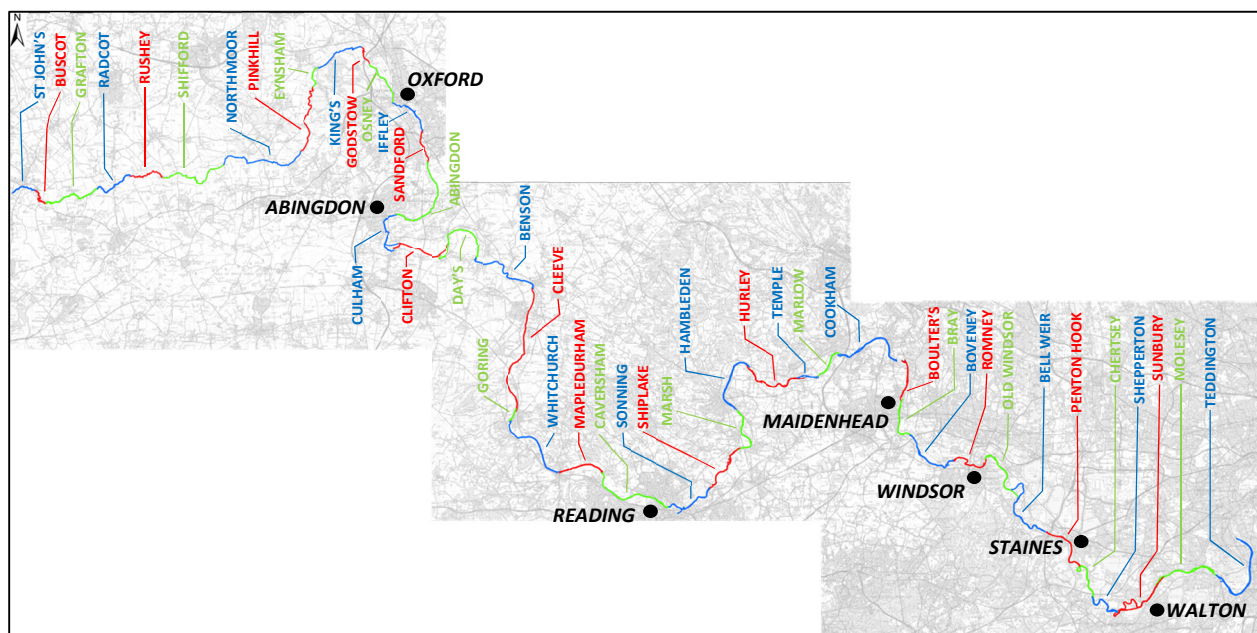 N
ST JOHN'S
BUSCOT
GRAFTON
RADCOT
RUSHEY
SHIFFORD
NORTHMOOR
PINKHILL
EYNSHAM
KING'S
GODSTOW
OSNEY
IFFLEY
SANDFORD
ABINGDON
OXFORD
ABINGDON
CULHAM
CLIFTON
DAY'S
BENSON
CLEEVE
GORING
WHITCHURCH
MAPLEDURHAM
CAVERSHAM
SONNING
SHIPLAKE
MARSH
READING
HAMBLEDEN
HURLEY
TEMPLE
MARLOW
COOKHAM
MAIDENHEAD
BOULTER'S
BRAY
BOVENEY
ROMNEY
OLD WINDSOR
WINDSOR
BELL WEIR
PENTON HOOK
STAINES
CHERTSEY
SHEPPERTON
SUNBURY
MOLESEY
TEDDINGTON
WALTON